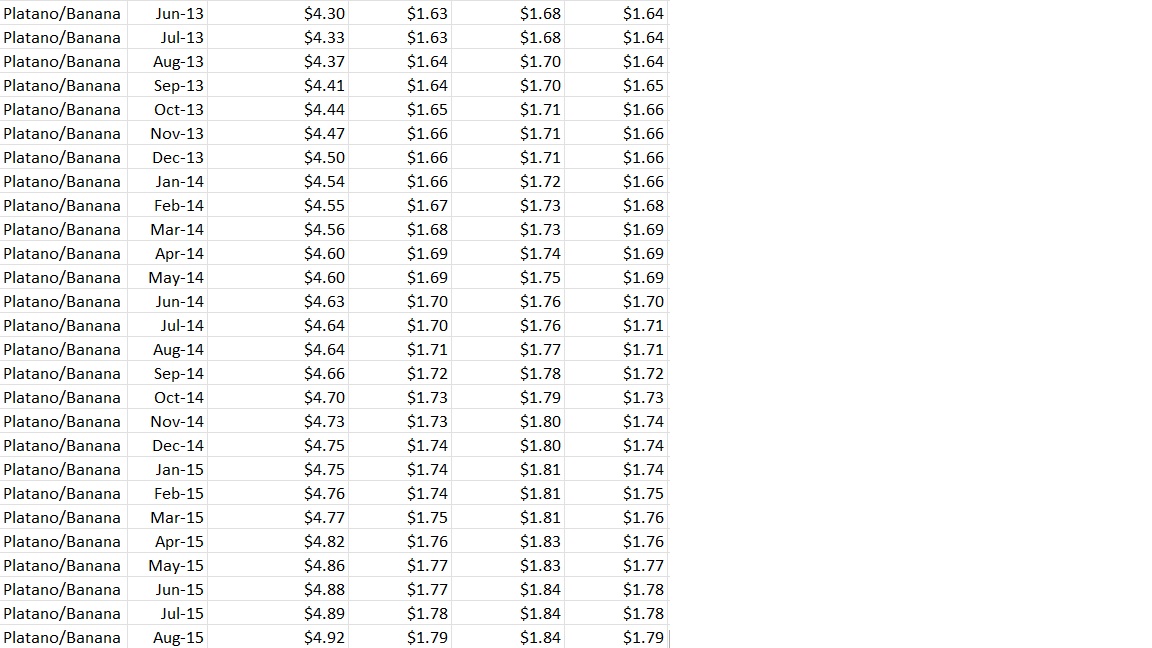 Platano/Banana Jun-13 $4.30 $1.63 $1.68 $1.64
Platano/Banana Jul-13 $4.33 $1.63 $1.68 $1.64
Platano/Banana Aug-13 $4.37 $1.64 $1.70 $1.64
Platano/Banana Sep-13 $4.41 $1.64 $1.70 $1.65
Platano/Banana Oct-13 $4.44 $1.65 $1.71 $1.66
Platano/Banana Nov-13 $4.47 $1.66 $1.71 $1.66
Platano/Banana Dec-13 $4.50 $1.66 $1.71 $1.66
Platano/Banana Jan-14 $4.54 $1.66 $1.72 $1.66
Platano/Banana Feb-14 $4.55 $1.67 $1.73 $1.68
Platano/Banana Mar-14 $4.56 $1.68 $1.73 $1.69
Platano/Banana Apr-14 $4.60 $1.69 $1.74 $1.69
Platano/Banana May-14 $4.60 $1.69 $1.75 $1.69
Platano/Banana Jun-14 $4.63 $1.70 $1.76 $1.70
Platano/Banana Jul-14 $4.64 $1.70 $1.76 $1.71
Platano/Banana Aug-14 $4.64 $1.71 $1.77 $1.71
Platano/Banana Sep-14 $4.66 $1.72 $1.78 $1.72
Platano/Banana Oct-14 $4.70 $1.73 $1.79 $1.73
Platano/Banana Nov-14 $4.73 $1.73 $1.80 $1.74
Platano/Banana Dec-14 $4.75 $1.74 $1.80 $1.74
Platano/Banana Jan-15 $4.75 $1.74 $1.81 $1.74
Platano/Banana Feb-15 $4.76 $1.74 $1.81 $1.75
Platano/Banana Mar-15 $4.77 $1.75 $1.81 $1.76
Platano/Banana Apr-15 $4.82 $1.76 $1.83 $1.76
Platano/Banana May-15 $4.86 $1.77 $1.83 $1.77
Platano/Banana Jun-15 $4.88 $1.77 $1.84 $1.78
Platano/Banana Jul-15 $4.89 $1.78 $1.84 $1.78
Platano/Banana Aug-15 $4.92 $1.79 $1.84 $1.79